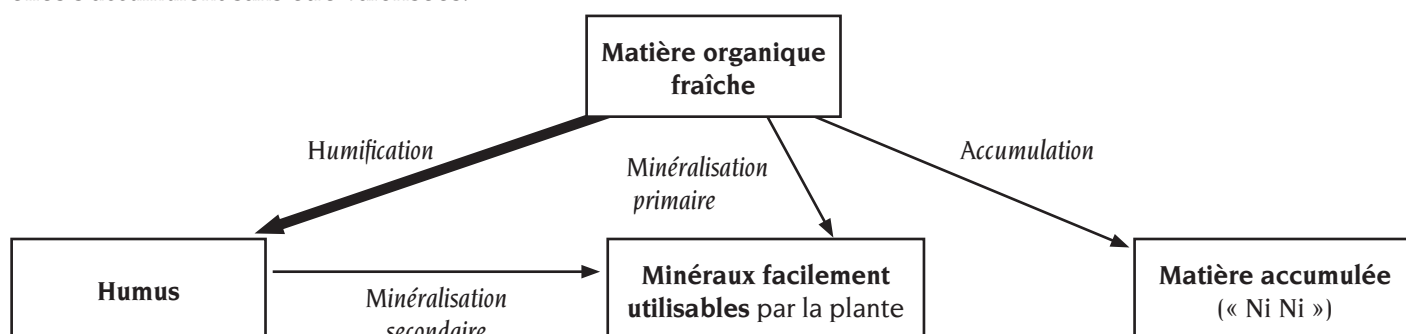 Matière organique
fraîche
Humification
Minéralisation
primaire
Accumulation
Humus
Minéralisation
secondaire
Minéraux facilement
utilisables par la plante
Matière accumulée
(« Ni Ni »)